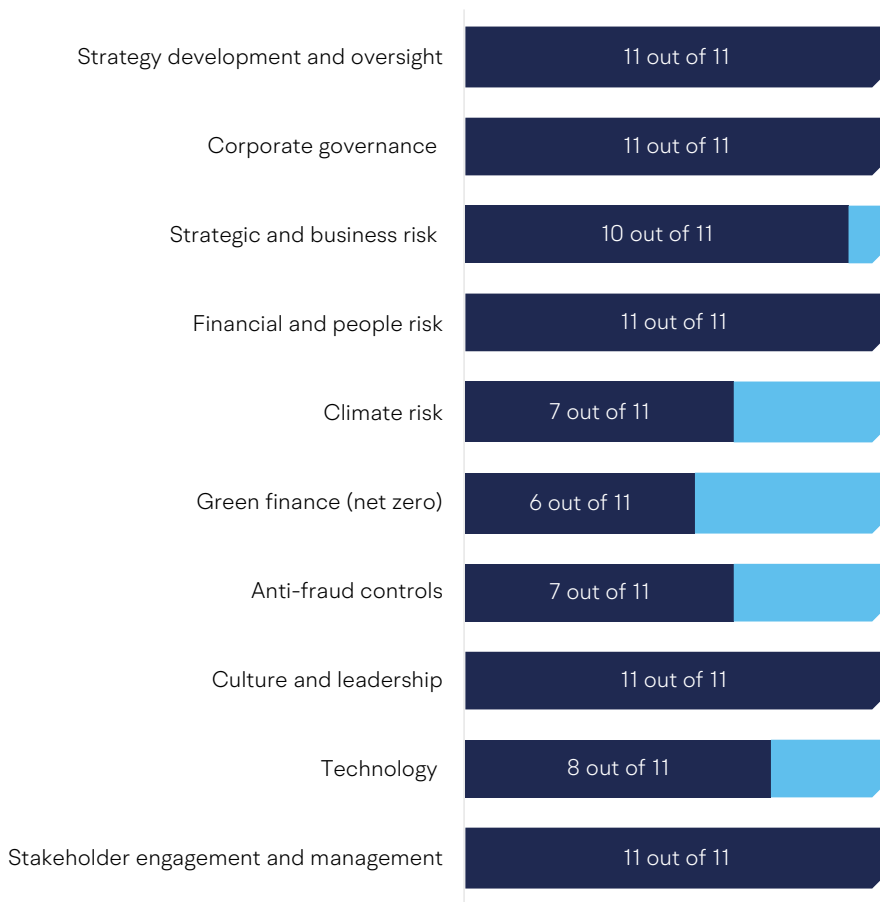 Strategy development and oversight 11 out of 11
Corporate governance 11 out of 11
Strategic and business risk 10 out of 11
Financial and people risk 11 out of 11
Climate risk 7 out of 11
Green finance (net zero) 6 out of 11
Anti-fraud controls 7 out of 11
Culture and leadership 11 out of 11
Technology 8 out of 11
Stakeholder engagement and management 11 out of 11